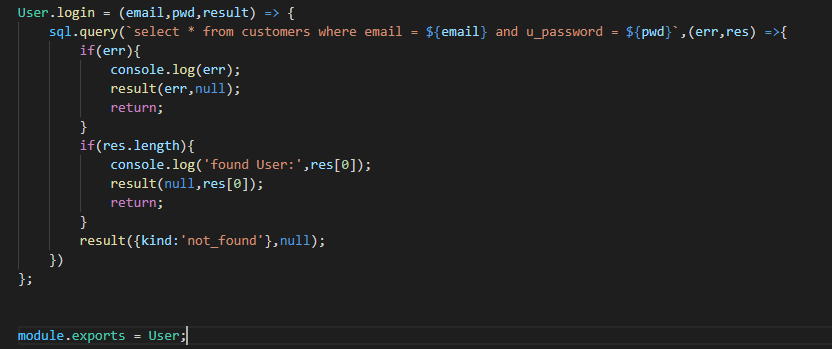 User.login = (email,pwd,result) => {
    sql.query(`select * from customers where email = ${email} and u_password = ${pwd}`,(err,res) =>{
        if(err){
            console.log(err);
            result(err,null);
            return;
        }
        if(res.length){
            console.log('found User:',res[0]);
            result(null,res[0]);
            return;
        }
        result({kind:'not_found'},null);
    })
};
module.exports = User;